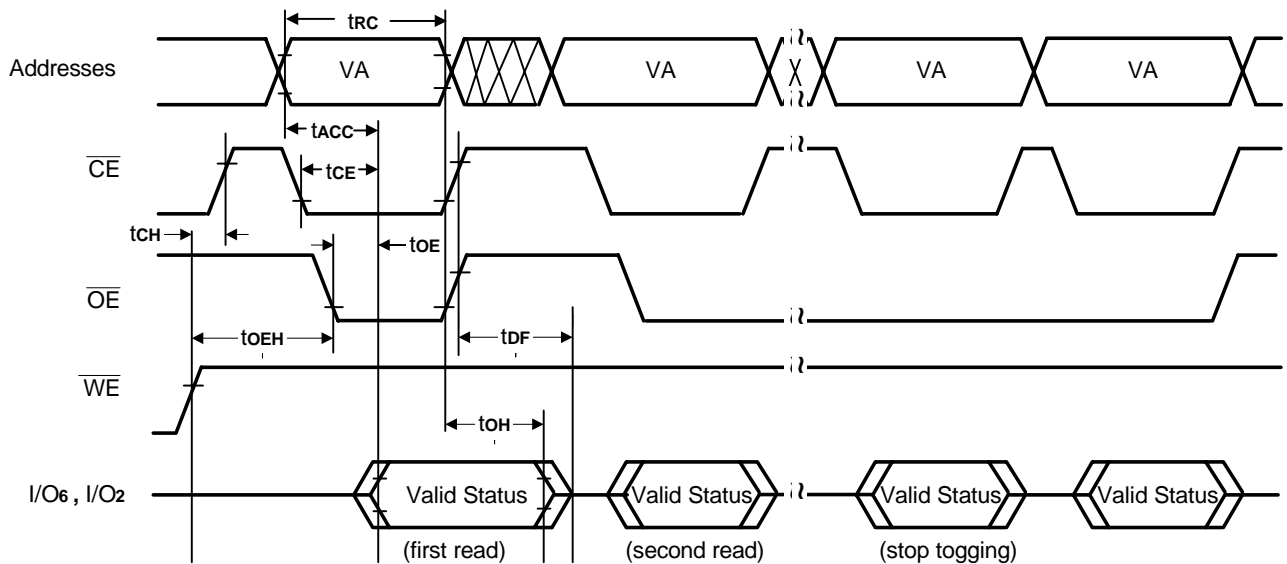 tRC
Addresses VA VA X VA VA
tACC
CE
tCE
tCH
tOE
OE
tOEH
tDF
WE
tOH
I/O6 , I/O2 Valid Status Valid Status Valid Status Valid Status
(first read) (second read) (stop togging)